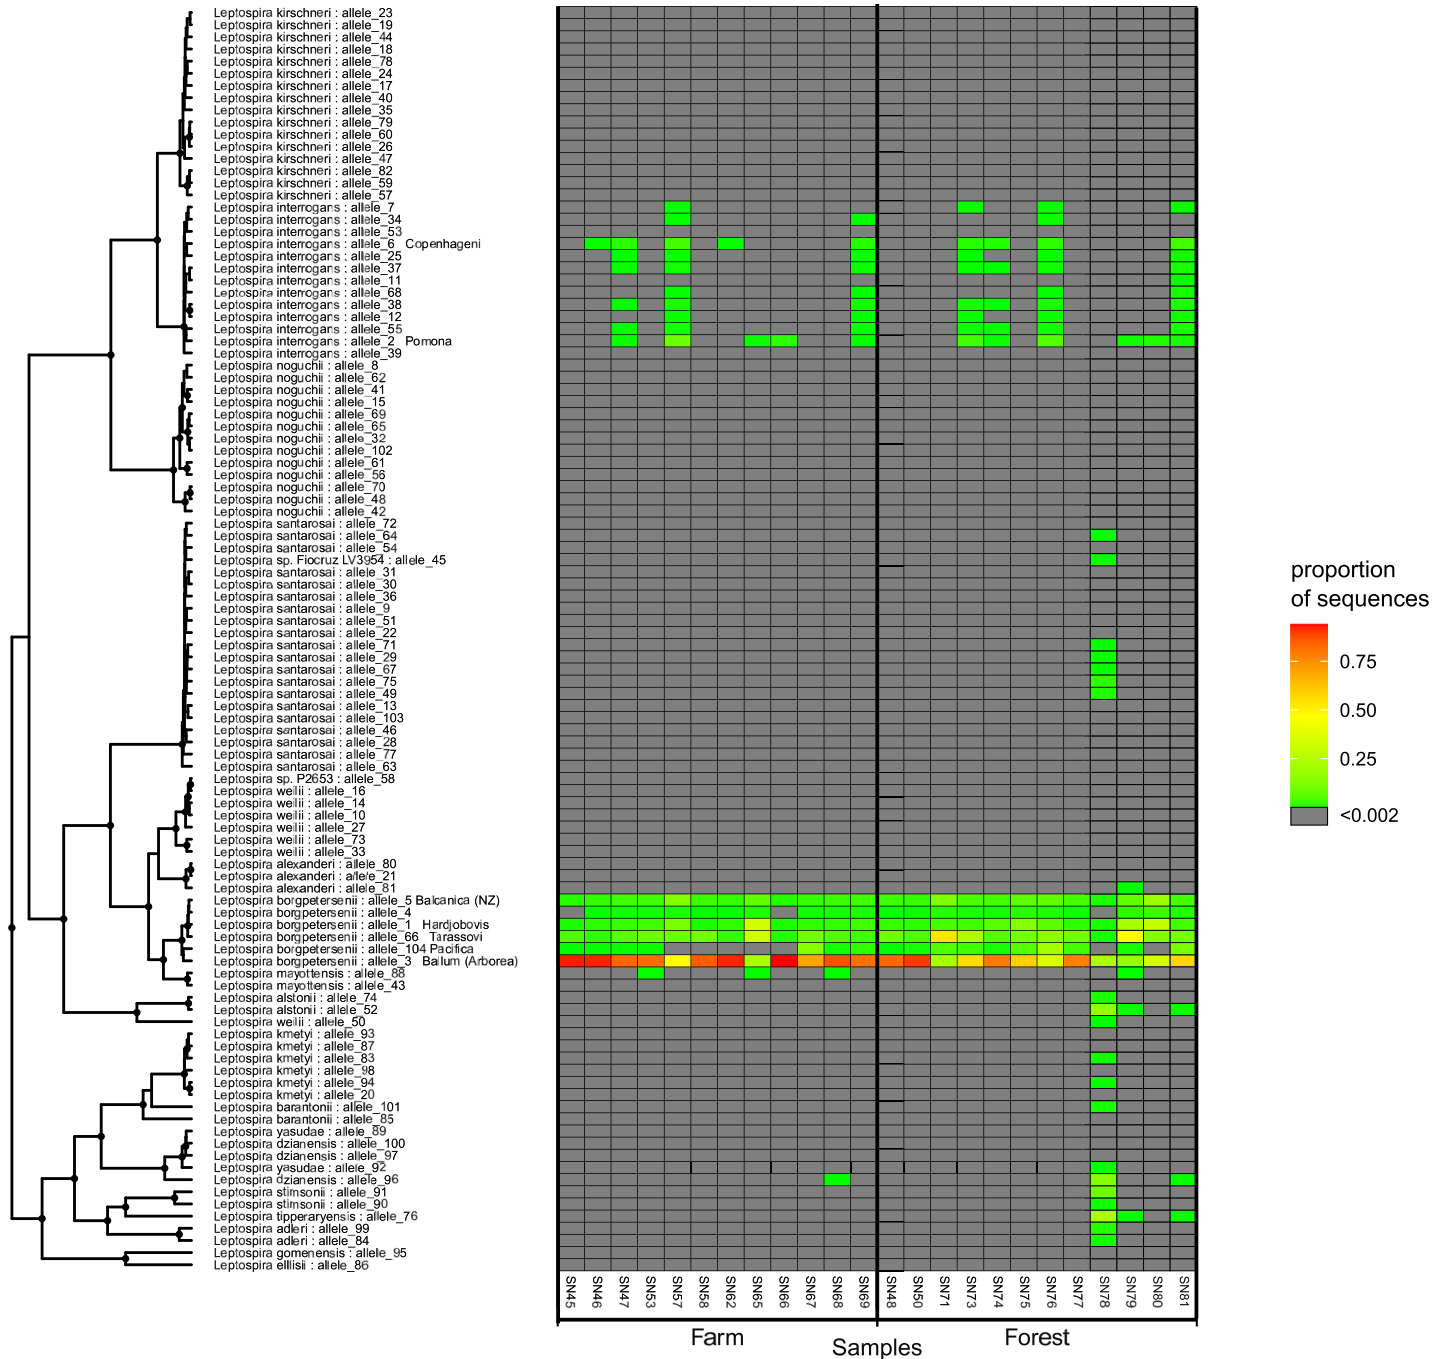 Leptospira kirschneri : allele_23
Leptospira kirschneri : allele_19
Leptospira kirschneri : allele_44
Leptospira kirschneri : allele_18
Leptospira kirschneri : allele_78
Leptospira kirschneri : allele_24
Leptospira kirschneri : allele_17
Leptospira kirschneri : allele_40
Leptospira kirschneri : allele_35
Leptospira kirschneri : allele_79
Leptospira kirschneri : allele_60
Leptospira kirschneri : allele_26
Leptospira kirschneri : allele_47
Leptospira kirschneri : allele_82
Leptospira kirschneri : allele_59
Leptospira kirschneri : allele_57
Leptospira interrogans : allele_7
Leptospira interrogans : allele_34
Leptospira interrogans : allele_53
Leptospira interrogans : allele_6 Copenhageni
Leptospira interrogans : allele_25
Leptospira interrogans : allele_37
Leptospira interrogans : allele_11
Leptospira interrogans : allele_68
Leptospira interrogans : allele_38
Leptospira interrogans : allele_12
Leptospira interrogans : allele_55
Leptospira interrogans : allele_2 Pomona
Leptospira interrogans : allele_39
Leptospira noguchii : allele_8
Leptospira noguchii : allele_62
Leptospira noguchii : allele_41
Leptospira noguchii : allele_15
Leptospira noguchii : allele_69
Leptospira noguchii : allele_65
Leptospira noguchii : allele_32
Leptospira noguchii : allele_102
Leptospira noguchii : allele_61
Leptospira noguchii : allele_56
Leptospira noguchii : allele_70
Leptospira noguchii : allele_48
Leptospira noguchii : allele_42
Leptospira santarosai : allele_72
Leptospira santarosai : allele_64
Leptospira santarosai : allele_54
Leptospira sp. Fiocruz LV3954 : allele_45
Leptospira santarosai : allele_31
Leptospira santarosai : allele_30
Leptospira santarosai : allele_36
Leptospira santarosai : allele_9
Leptospira santarosai : allele_51
Leptospira santarosai : allele_22
Leptospira santarosai : allele_71
Leptospira santarosai : allele_29
Leptospira santarosai : allele_67
Leptospira santarosai : allele_75
Leptospira santarosai : allele_49
Leptospira santarosai : allele_13
Leptospira santarosai : allele_103
Leptospira santarosai : allele_46
Leptospira santarosai : allele_28
Leptospira santarosai : allele_77
Leptospira santarosai : allele_63
Leptospira sp. P2653 : allele_58
Leptospira weilii : allele_16
Leptospira weilii : allele_14
Leptospira weilii : allele_10
Leptospira weilii : allele_27
Leptospira weilii : allele_73
Leptospira weilii : allele_33
Leptospira alexanderi : allele_80
Leptospira alexanderi : allele_21
Leptospira alexanderi : allele_81
Leptospira borgpetersenii : allele_5 Balcanica (NZ)
Leptospira borgpetersenii : allele_4
Leptospira borgpetersenii : allele_1 Hardjobovis
Leptospira borgpetersenii : allele_66 Tarassovi
Leptospira borgpetersenii : allele_104 Pacifica
Leptospira borgpetersenii : allele_3 Ballum (Arborea)
Leptospira mayottensis : allele_88
Leptospira mayottensis : allele_43
Leptospira alstonii : allele_74
Leptospira alstonii : allele_52
Leptospira weilii : allele_50
Leptospira kmetyi : allele_93
Leptospira kmetyi : allele_87
Leptospira kmetyi : allele_83
Leptospira kmetyi : allele_98
Leptospira kmetyi : allele_94
Leptospira kmetyi : allele_20
Leptospira barantonii : allele_101
Leptospira barantonii : allele_85
Leptospira yasudae : allele_89
Leptospira dzianensis : allele_100
Leptospira dzianensis : allele_97
Leptospira yasudae : allele_92
Leptospira dzianensis : allele_96
Leptospira stimsonii : allele_91
Leptospira stimsonii : allele_90
Leptospira tipperaryensis : allele_76
Leptospira adleri : allele_99
Leptospira adleri : allele_84
Leptospira gomenensis : allele_95
Leptospira ellisii : allele_86
proportion
of sequences
0.75
0.50
0.25
<0.002
SN45 SN46 SN47 SN53 SN57 SN58 SN62 SN65 SN66 SN67 SN68 SN69 SN48 SN50 SN71 SN73 SN74 SN75 SN76 SN77 SN78 SN79 SN80 SN81
Farm Forest
Samples